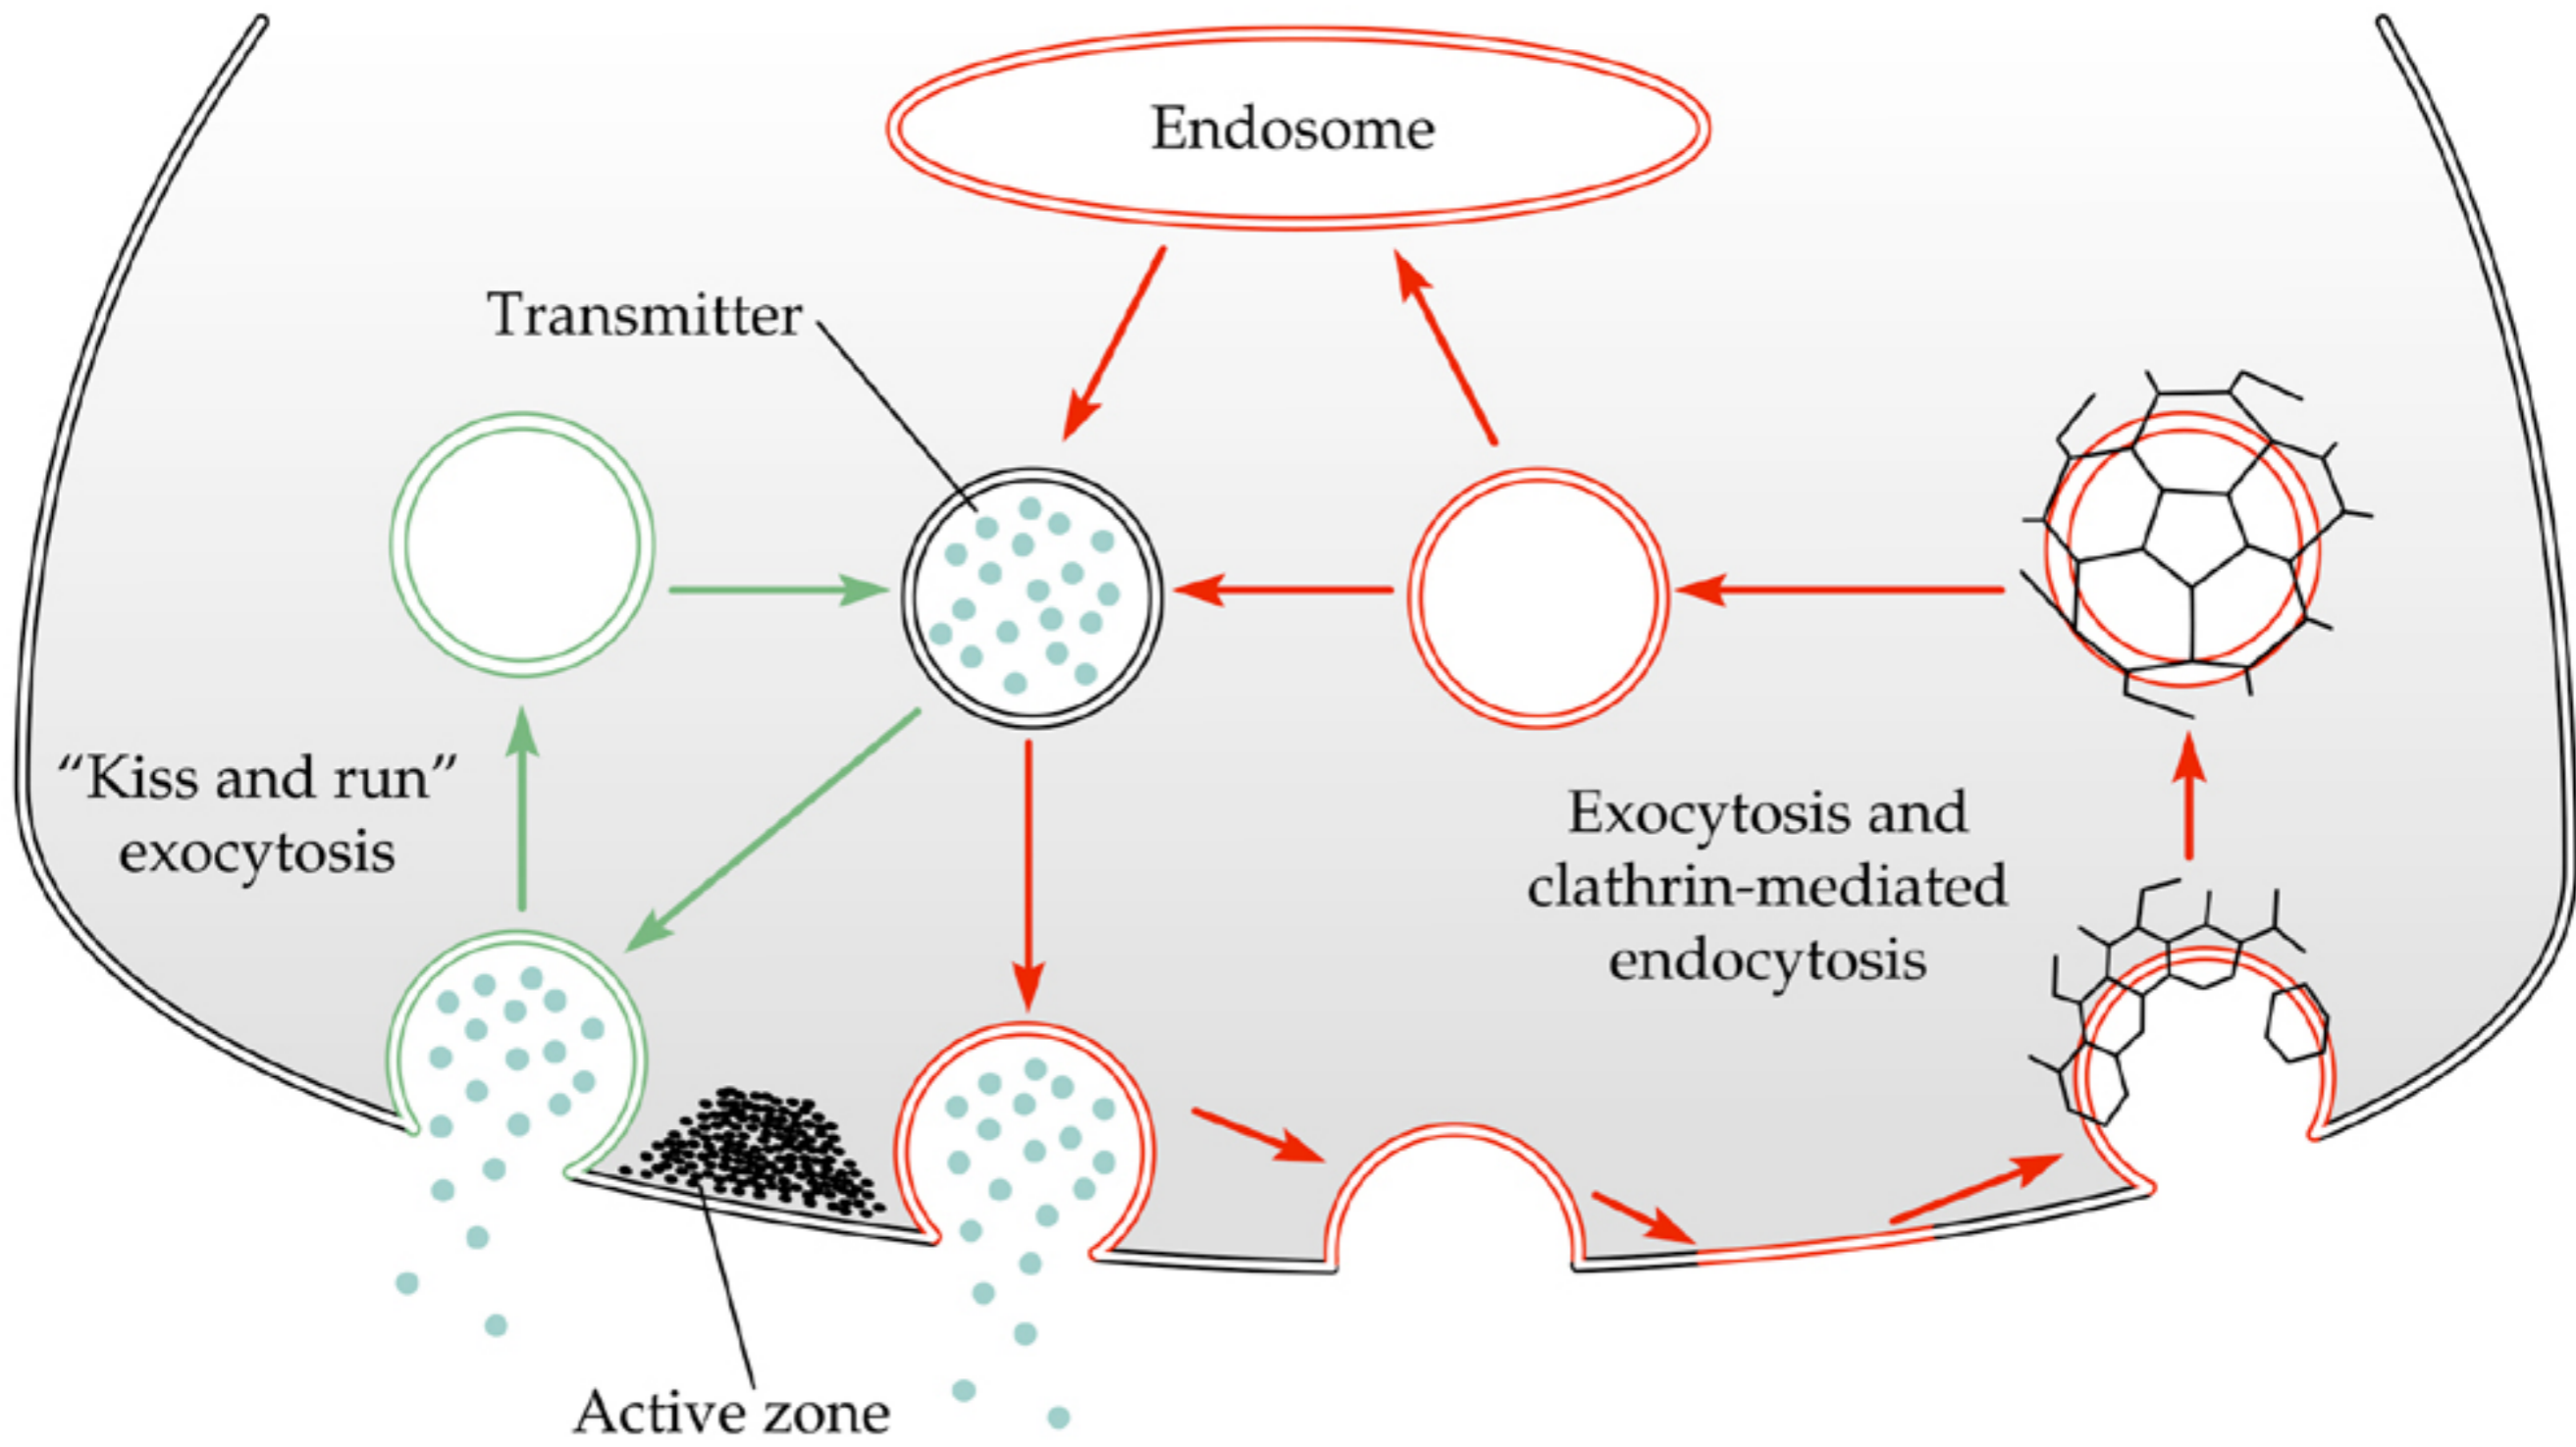 Endosome
Transmitter
“Kiss and run”
exocytosis
Exocytosis and
clathrin-mediated
endocytosis
Active zone